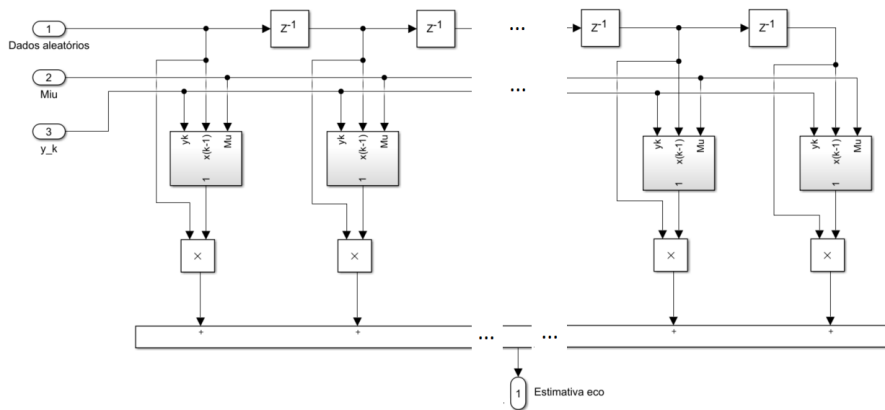 1
Dados aleatórios
Z⁻¹
Z⁻¹
...
Z⁻¹
Z⁻¹
2
Miu
...
3
y_k
yk
x(k-1)
Mu
1
yk
x(k-1)
Mu
1
yk
x(k-1)
Mu
1
yk
x(k-1)
Mu
1
×
×
×
×
+
+
...
...
+
+
1
Estimativa eco